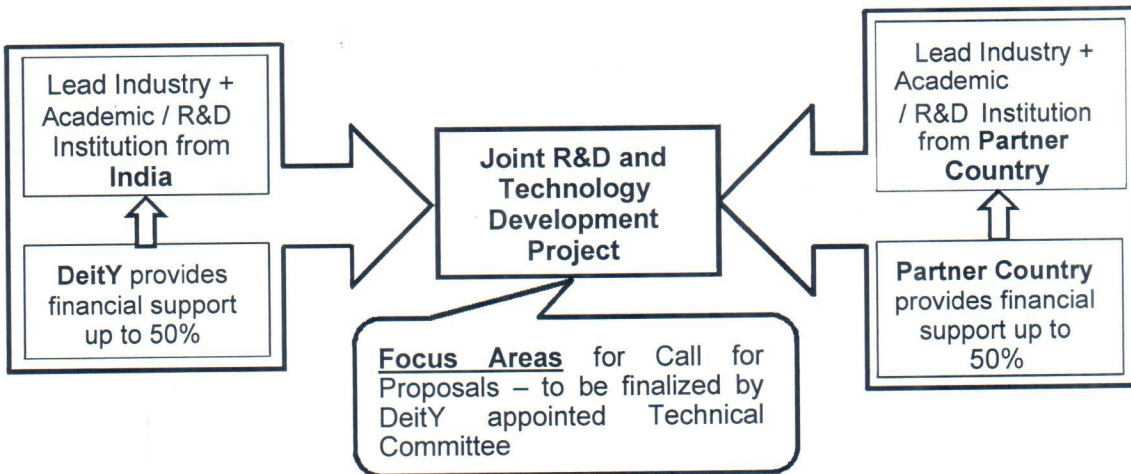 Lead Industry +
Academic / R&D
Institution from
India
DeitY provides
financial support
up to 50%
Joint R&D and
Technology
Development
Project
Focus Areas for Call for
Proposals – to be finalized by
DeitY appointed Technical
Committee
Lead Industry +
Academic
/ R&D Institution
from Partner
Country
Partner Country
provides financial
support up to
50%